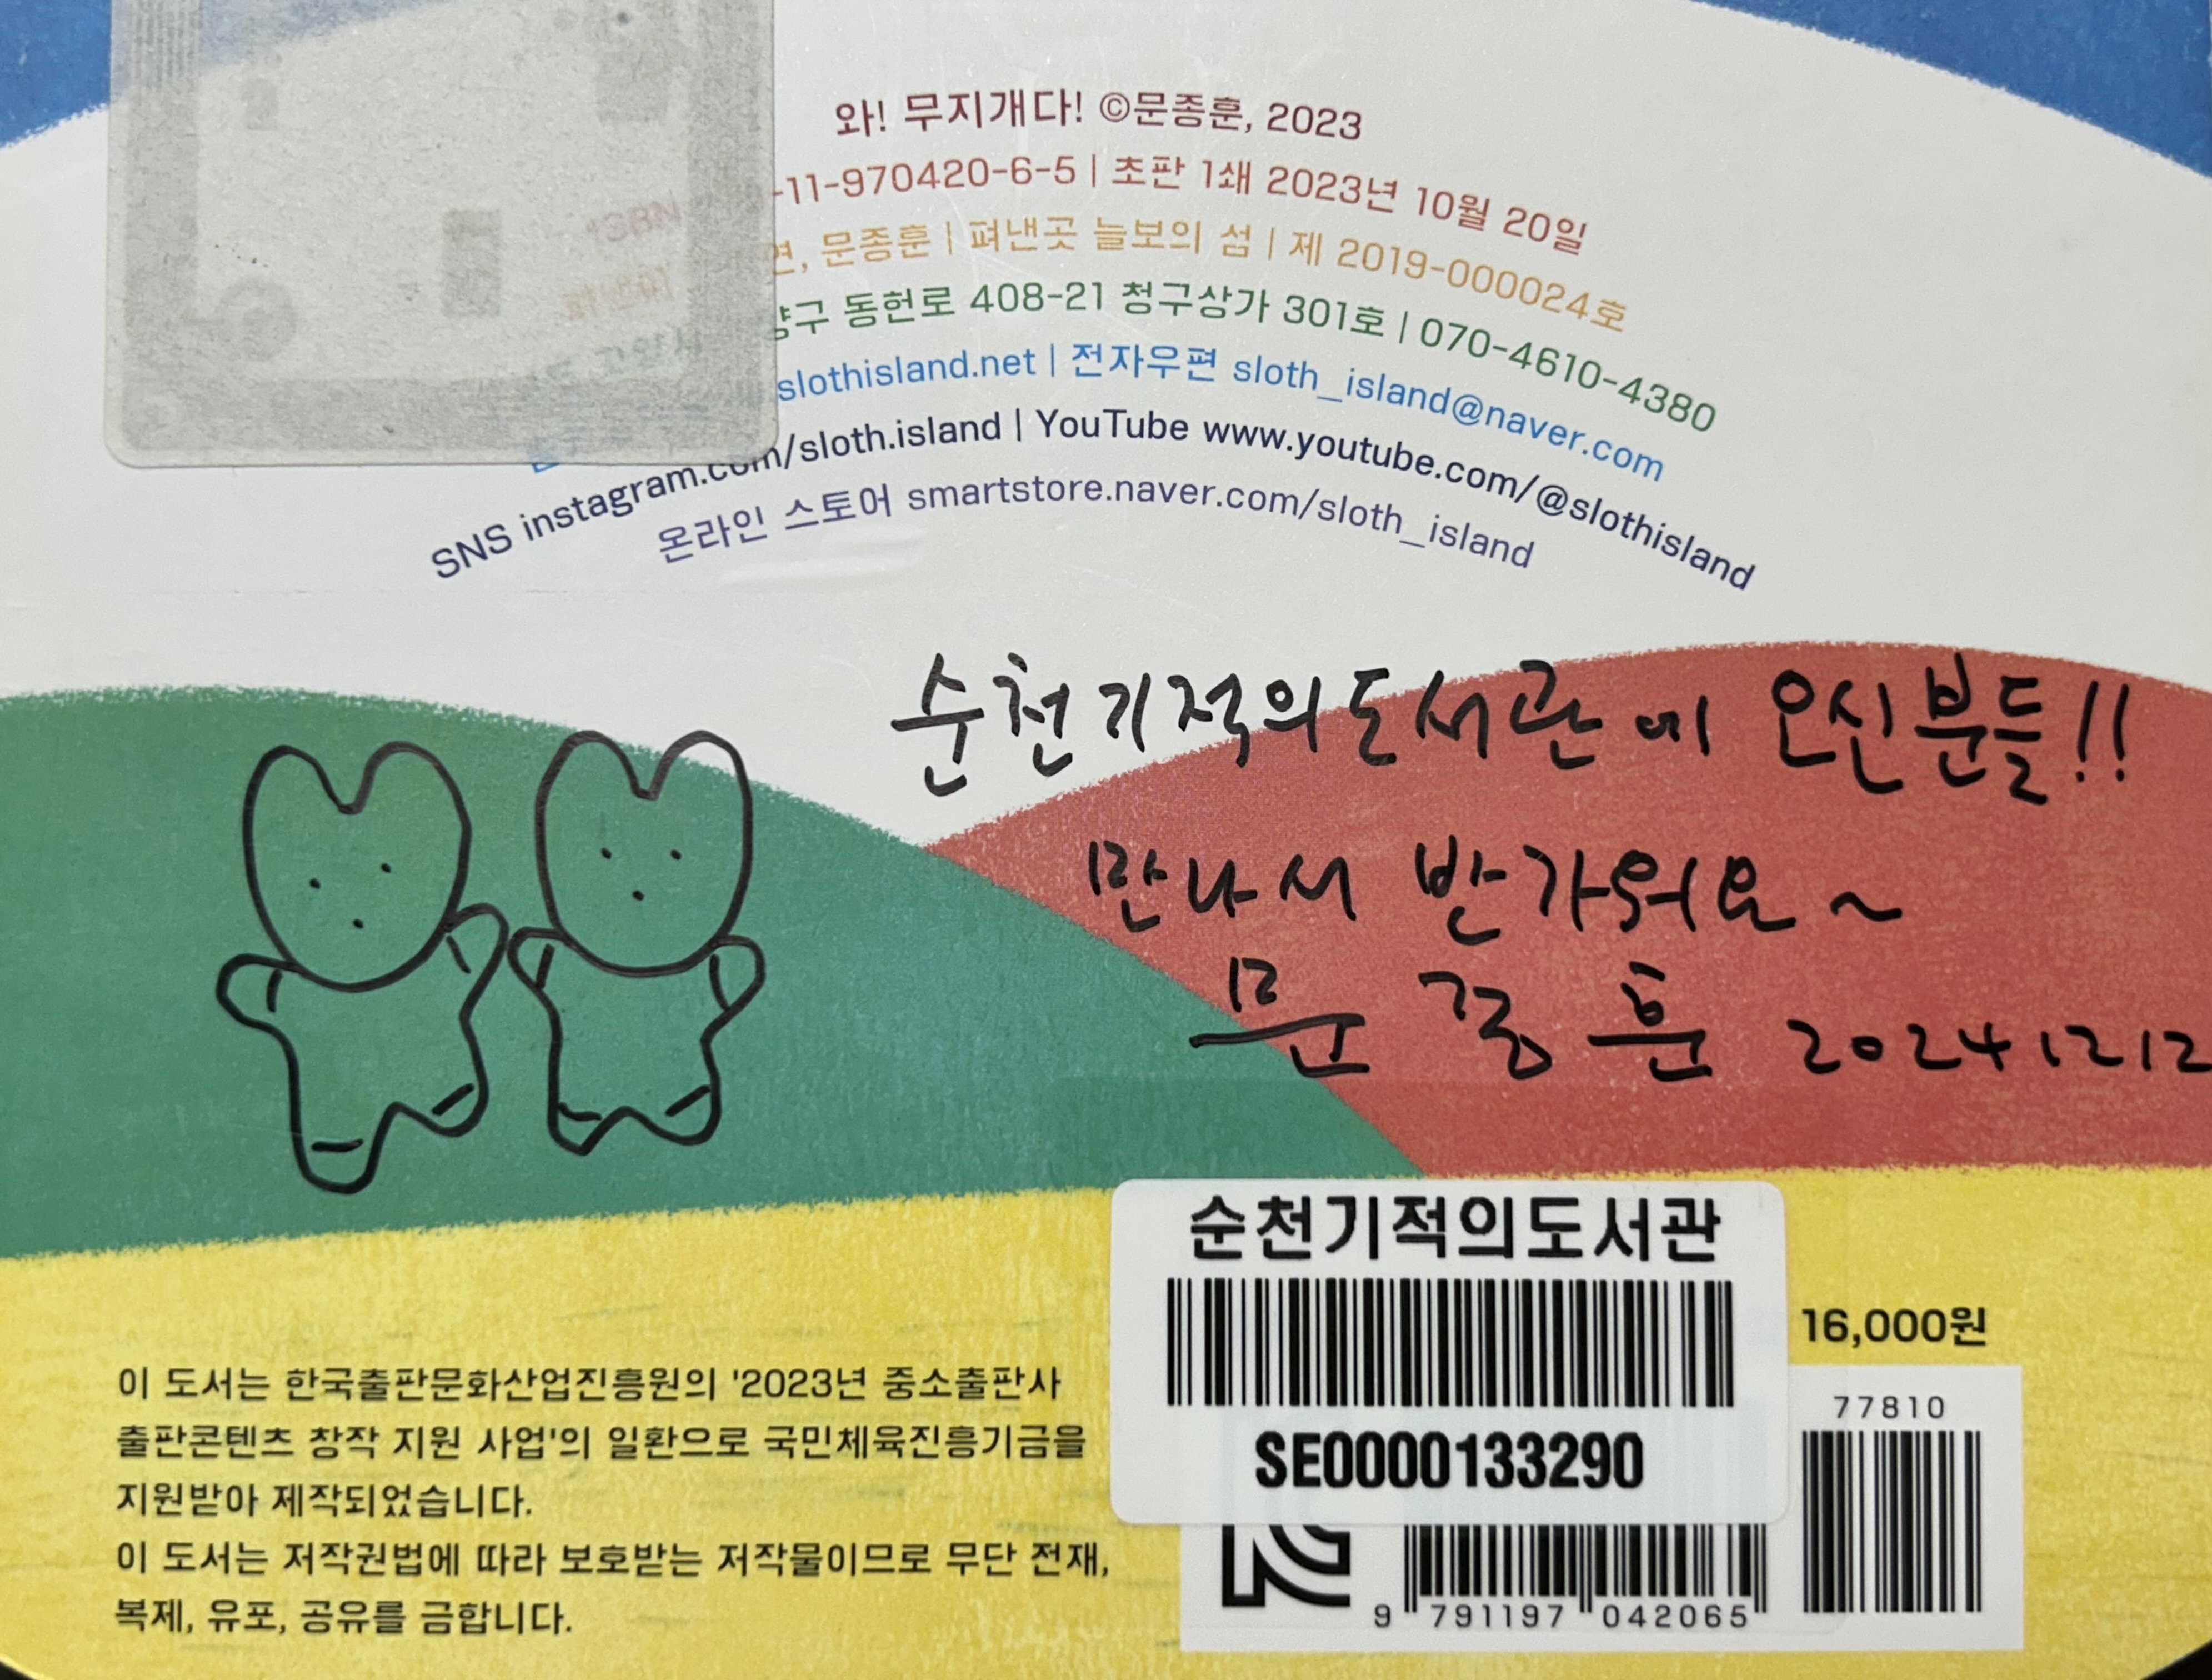 와! 무지개다! ©문종훈, 2023
-11-970420-6-5 | 초판 1쇄 2023년 10월 20일
문종훈 | 펴낸곳 늘보의 섬 | 제 2019-000024호
동헌로 408-21 청구상가 301호 | 070-4610-4380
slothisland.net | 전자우편 sloth_island@naver.com
SNS instagram.com/sloth.island | YouTube www.youtube.com/@slothisland
온라인 스토어 smartstore.naver.com/sloth_island
순천기적의도서관에 오신분들!!
만나서 반가워요~
문종훈 2024 12 12
순천기적의도서관
SE0000133290
16,000원
77810
9 791197 042065
이 도서는 한국출판문화산업진흥원의 '2023년 중소출판사
출판콘텐츠 창작 지원 사업'의 일환으로 국민체육진흥기금을
지원받아 제작되었습니다.
이 도서는 저작권법에 따라 보호받는 저작물이므로 무단 전재,
복제, 유포, 공유를 금합니다.